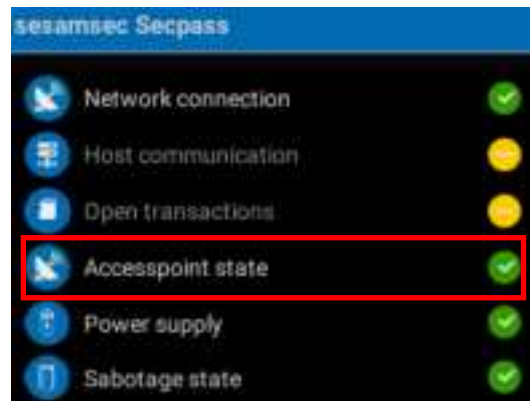 sesamsec Secpass
Network connection
Host communication
Open transactions
Accesspoint state
Power supply
Sabotage state